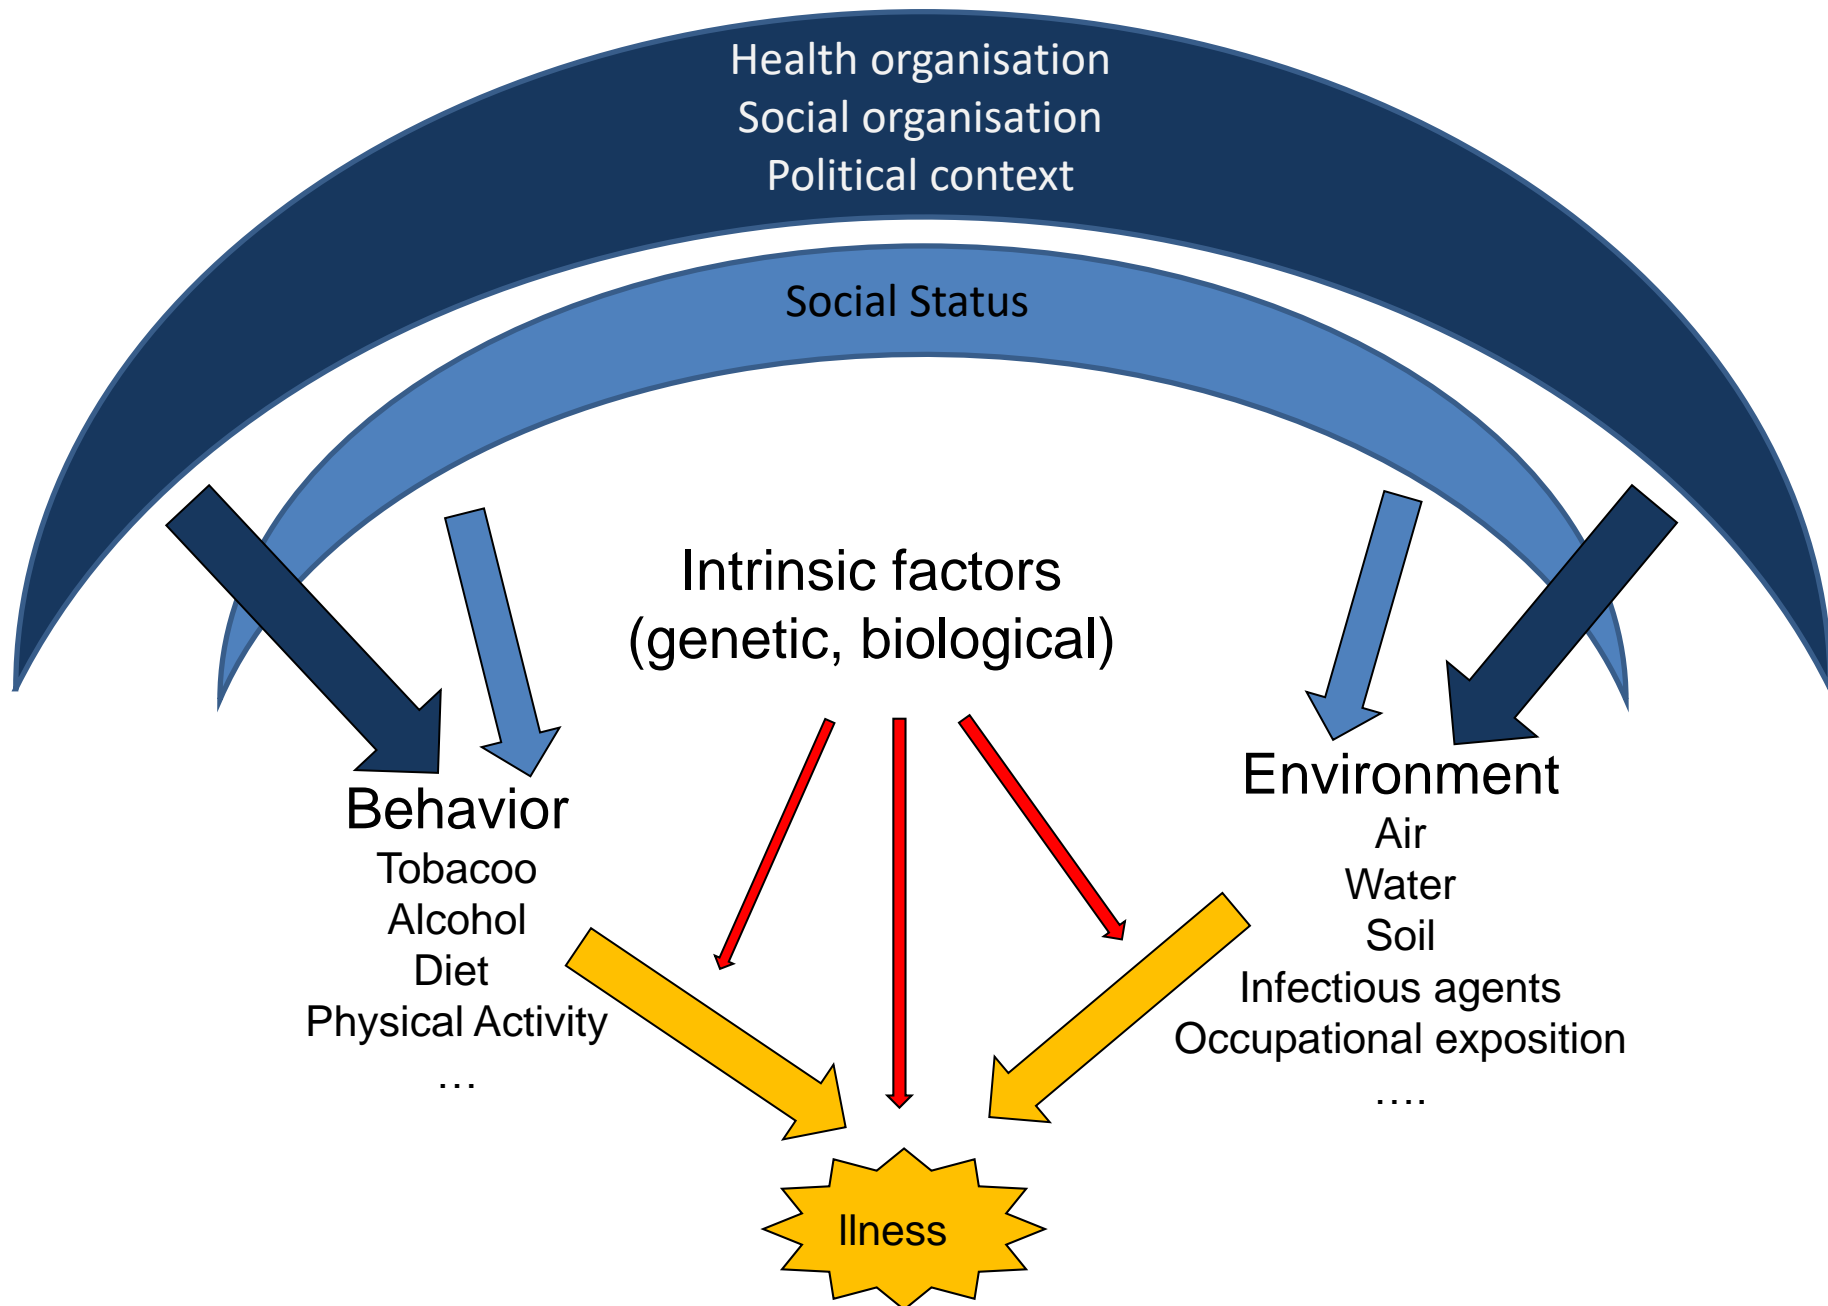 Health organisation
Social organisation
Political context
Social Status
Intrinsic factors
(genetic, biological)
Behavior
Tobacoo
Alcohol
Diet
Physical Activity
…
Environment
Air
Water
Soil
Infectious agents
Occupational exposition
….
Ilness